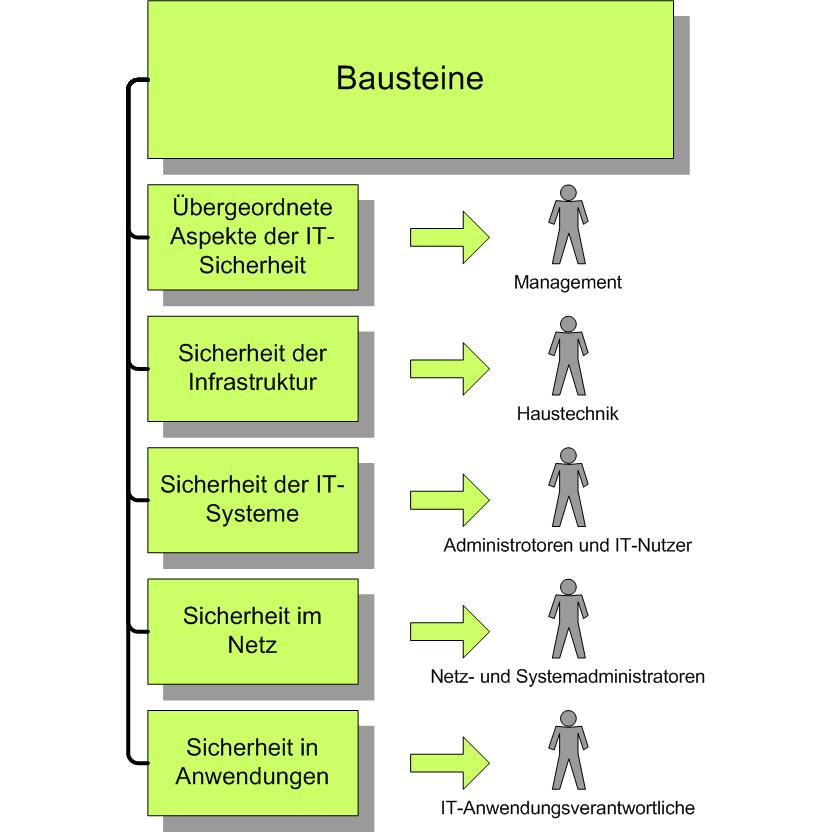 Bausteine
Übergeordnete
Aspekte der IT-
Sicherheit
Management
Sicherheit der
Infrastruktur
Haustechnik
Sicherheit der IT-
Systeme
Administrotoren und IT-Nutzer
Sicherheit im
Netz
Netz- und Systemadministratoren
Sicherheit in
Anwendungen
IT-Anwendungsverantwortliche